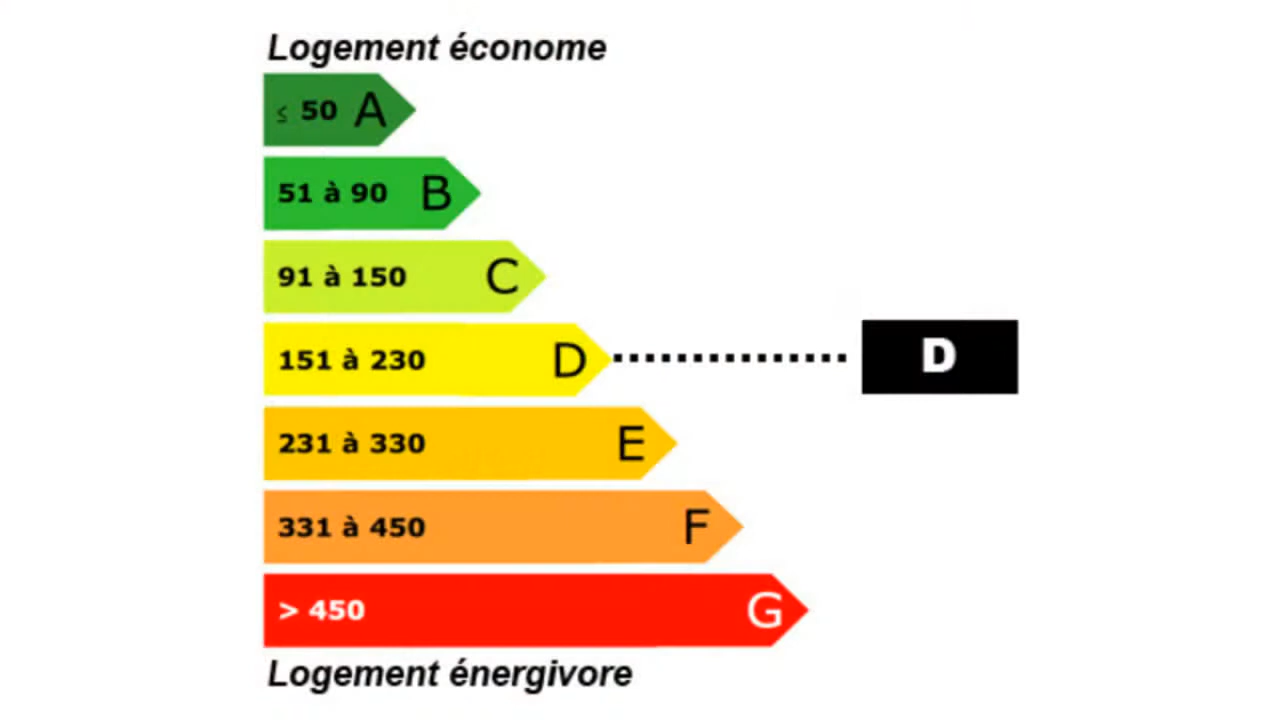 Logement économe
≤ 50 A
51 à 90 B
91 à 150 C
151 à 230 D
D
231 à 330 E
331 à 450 F
> 450 G
Logement énergivore